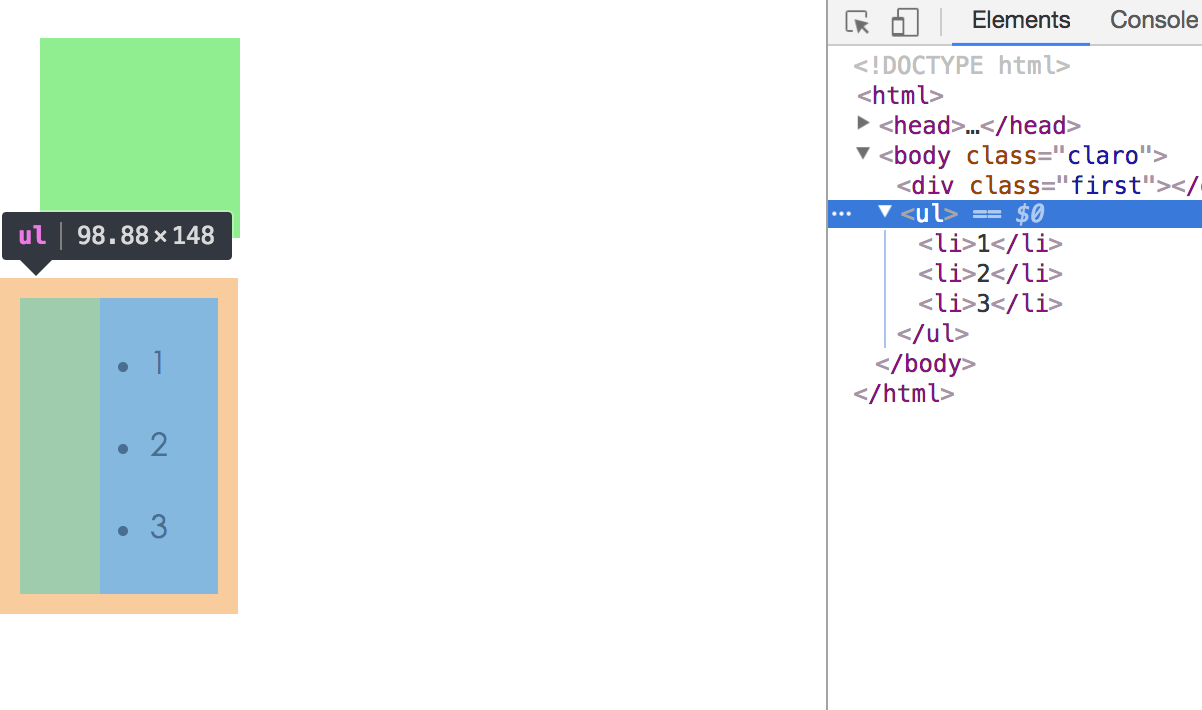 ul 98.88×148
• 1
• 2
• 3
Elements Console
<!DOCTYPE html>
<html>
<head>…</head>
<body class="claro">
<div class="first"></
••• <ul> == $0
<li>1</li>
<li>2</li>
<li>3</li>
</ul>
</body>
</html>